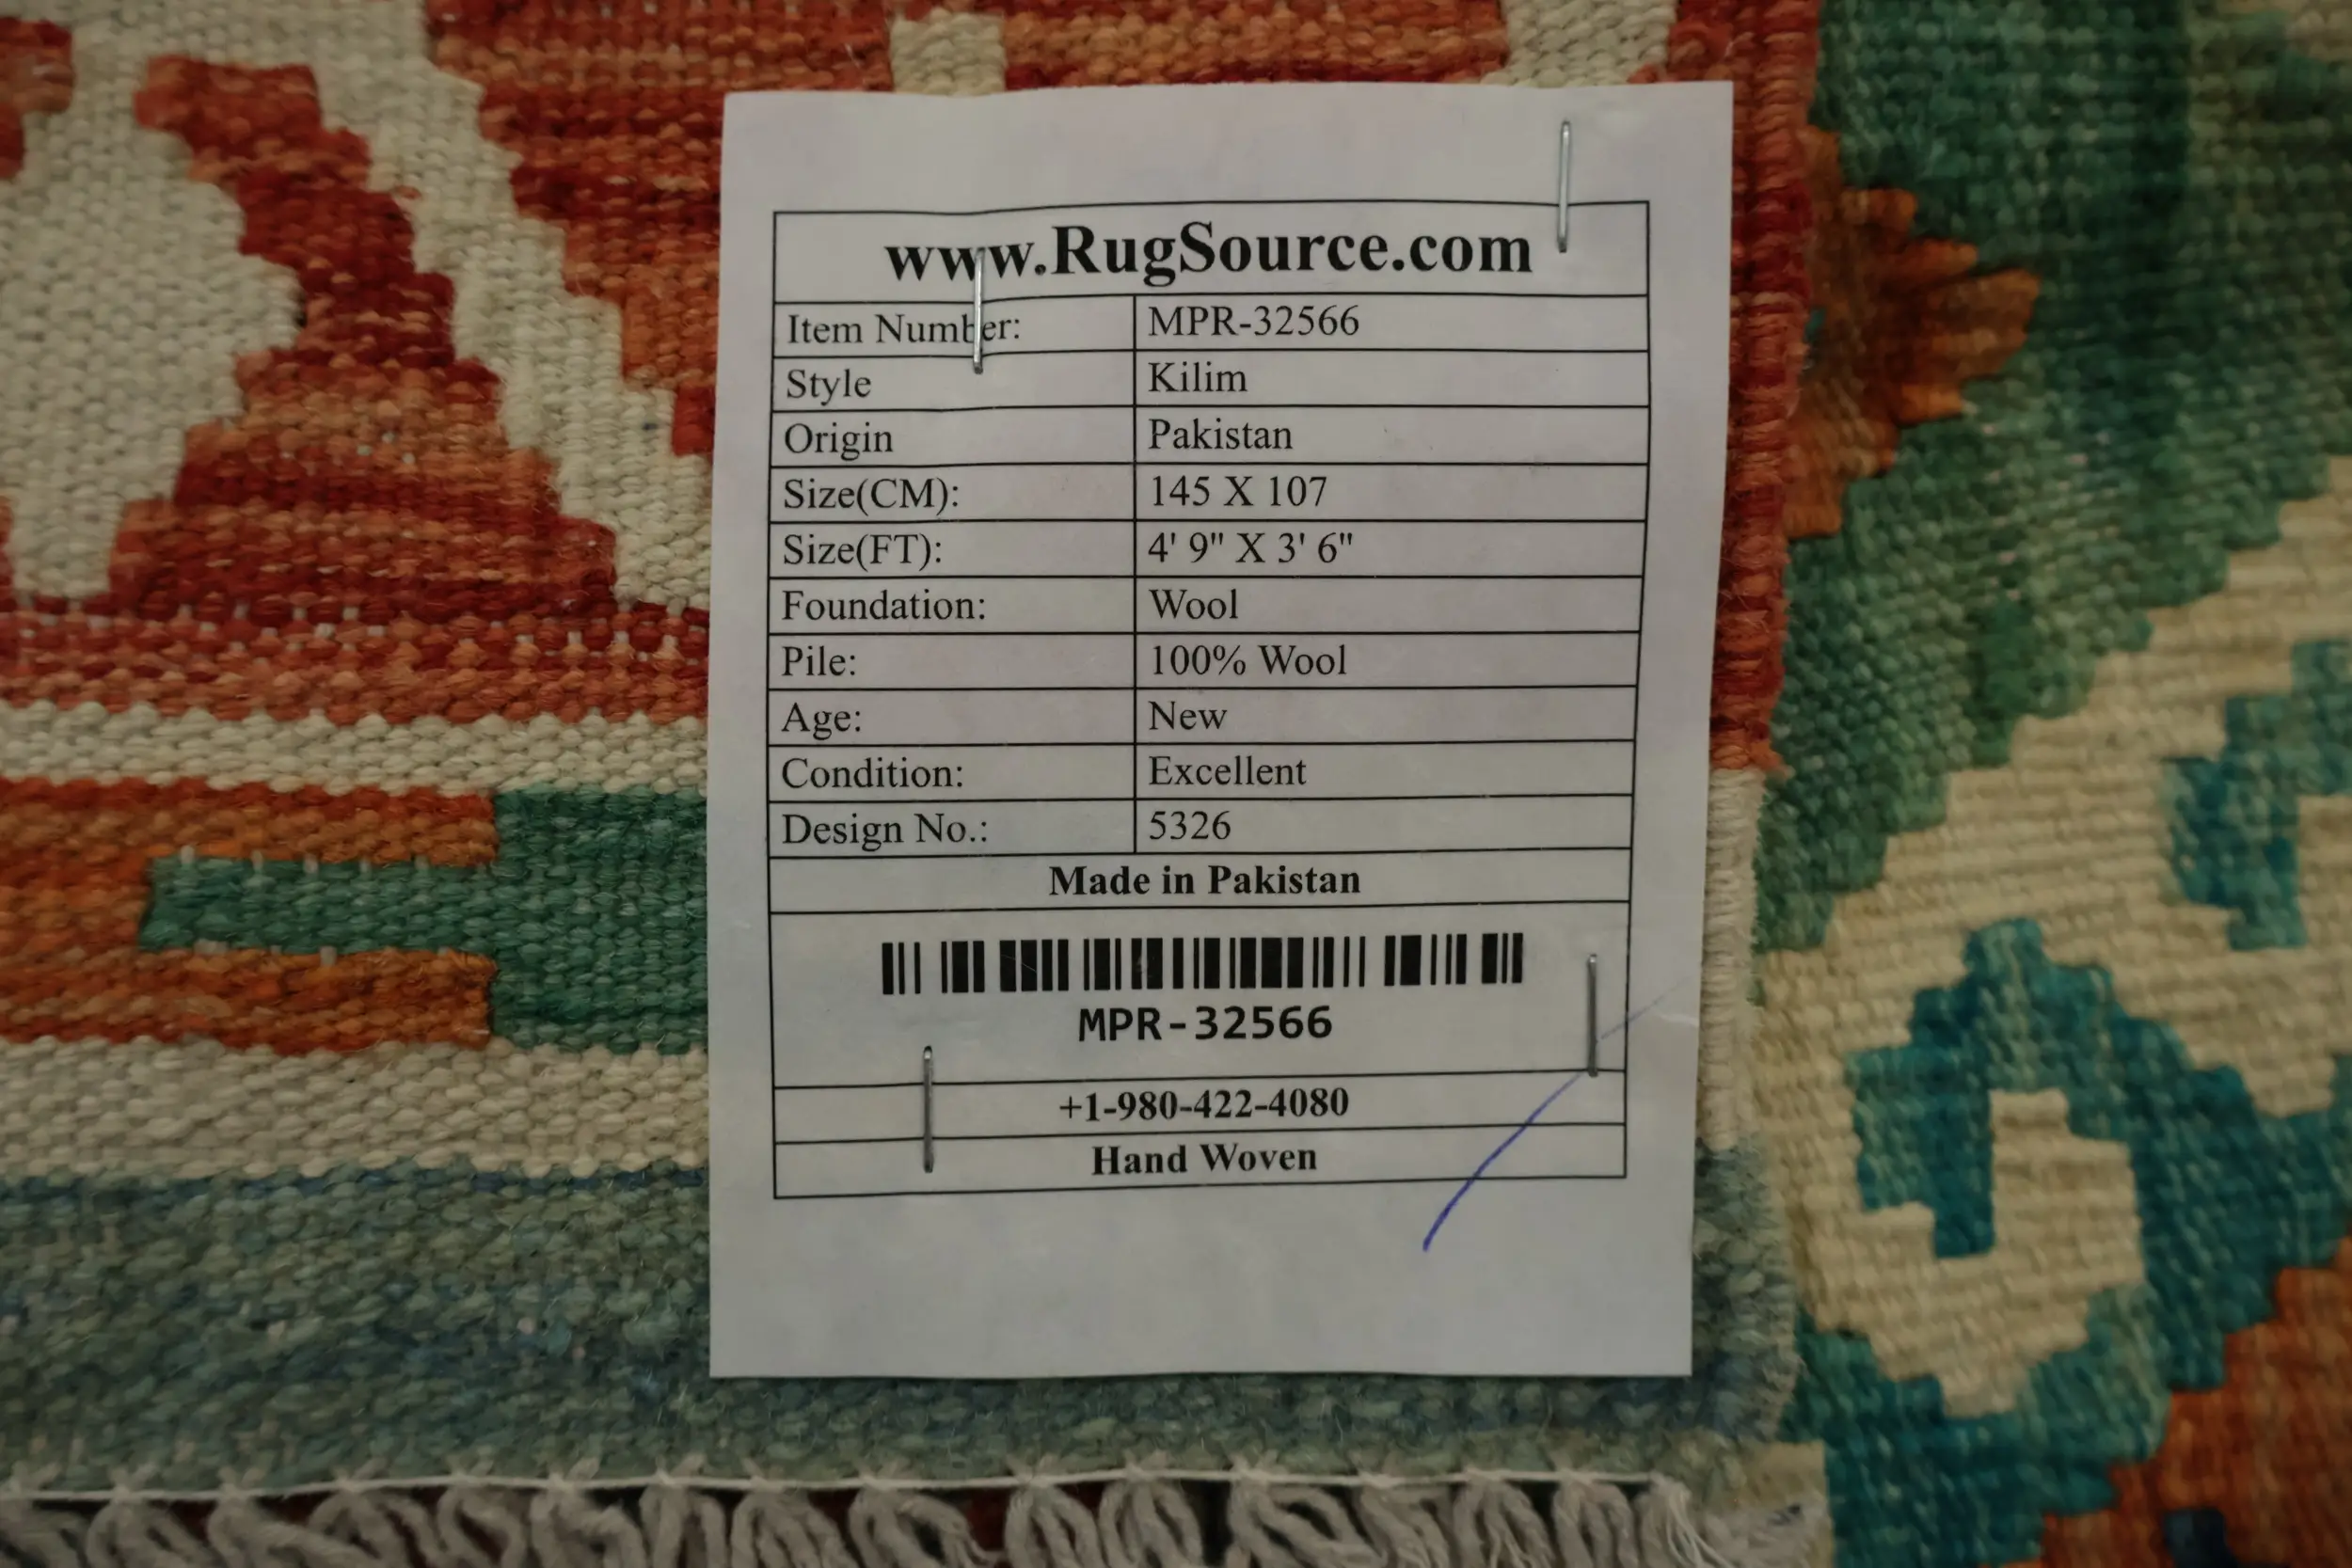 www.RugSource.com
Item Number: MPR-32566
Style Kilim
Origin Pakistan
Size(CM): 145 X 107
Size(FT): 4' 9" X 3' 6"
Foundation: Wool
Pile: 100% Wool
Age: New
Condition: Excellent
Design No.: 5326
Made in Pakistan
MPR-32566
+1-980-422-4080
Hand Woven